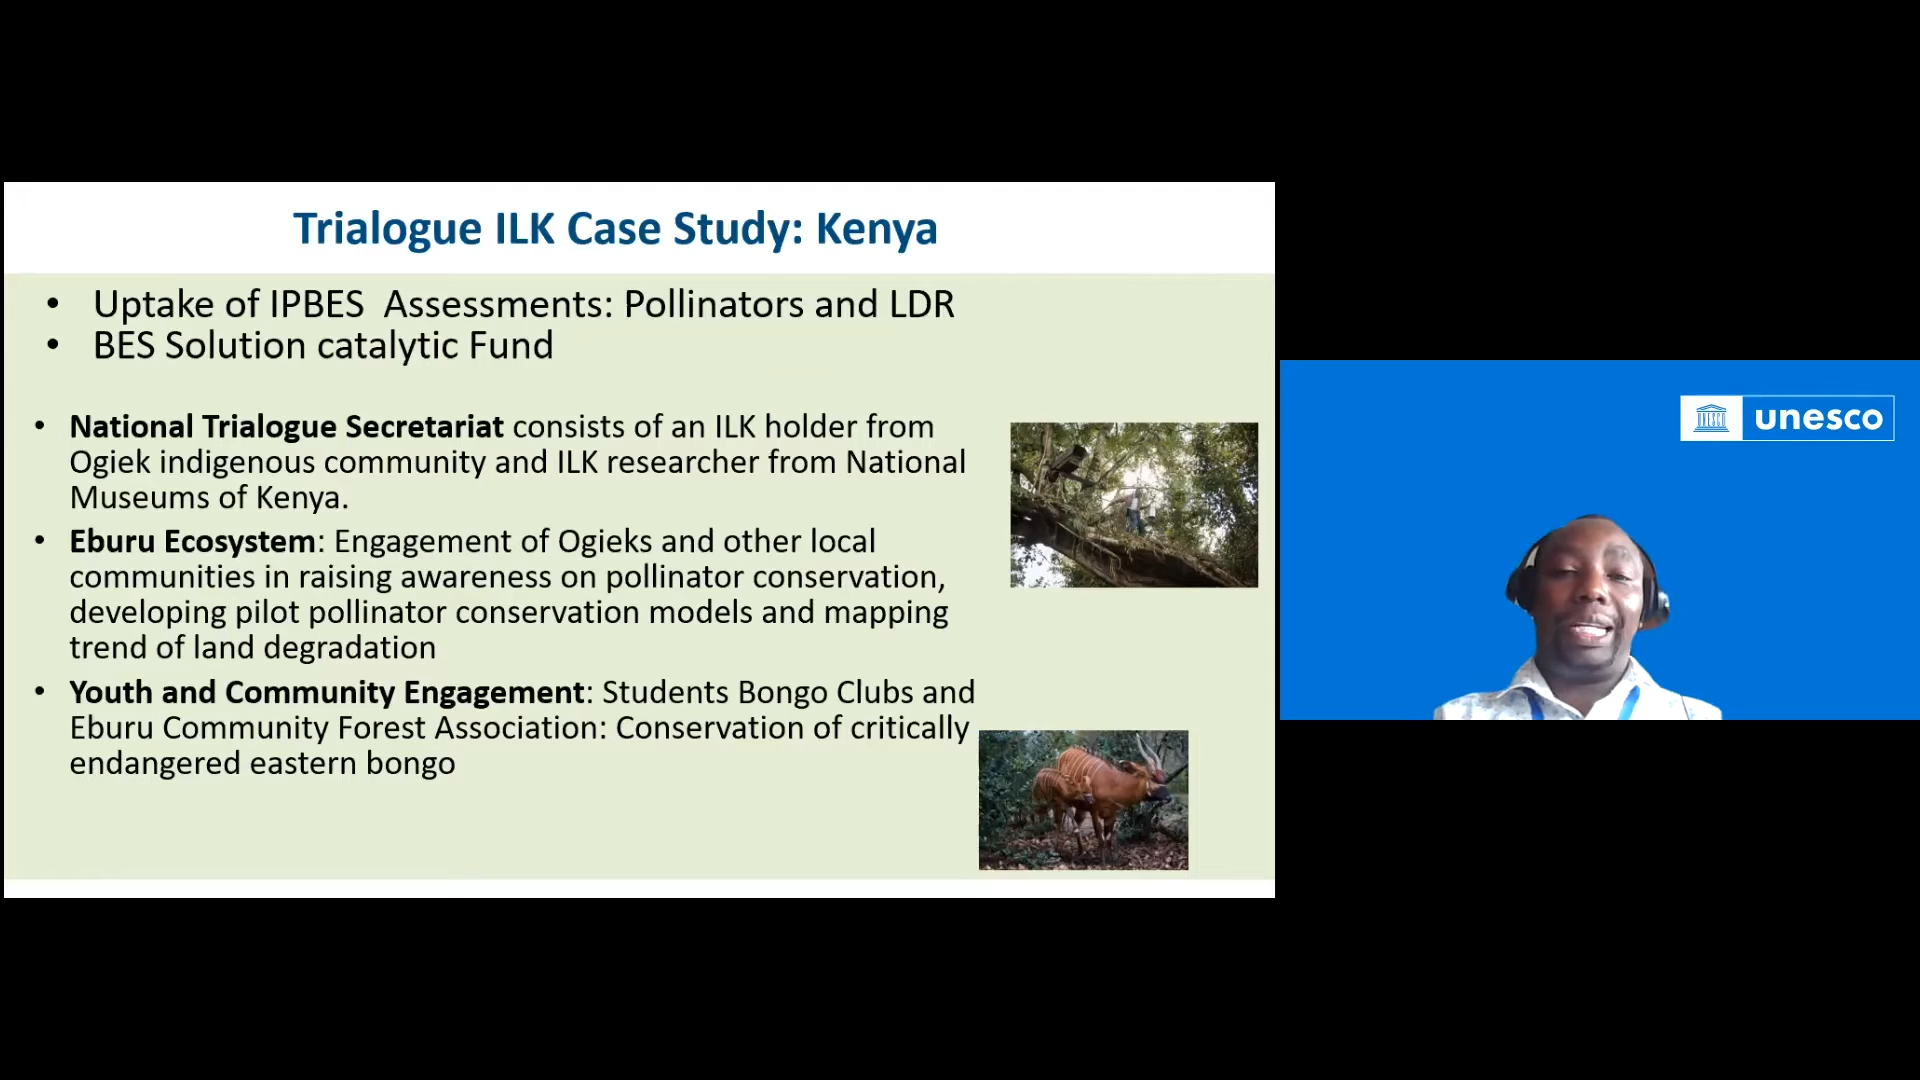 Trialogue ILK Case Study: Kenya
• Uptake of IPBES  Assessments: Pollinators and LDR
• BES Solution catalytic Fund
• National Trialogue Secretariat consists of an ILK holder from
Ogiek indigenous community and ILK researcher from National
Museums of Kenya.
• Eburu Ecosystem: Engagement of Ogieks and other local
communities in raising awareness on pollinator conservation,
developing pilot pollinator conservation models and mapping
trend of land degradation
• Youth and Community Engagement: Students Bongo Clubs and
Eburu Community Forest Association: Conservation of critically
endangered eastern bongo
unesco